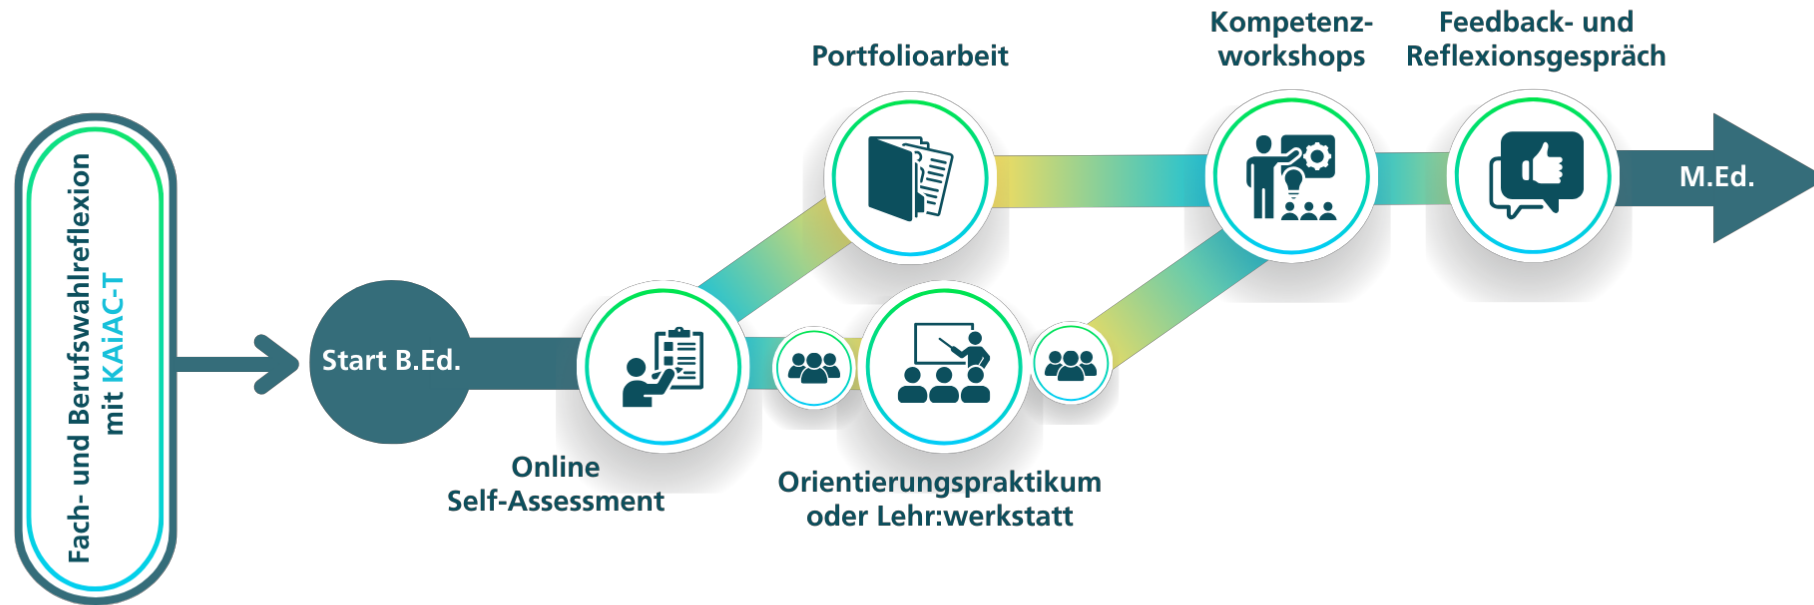 Fach- und Berufswahlreflexion
mit KAiAC-T
Start B.Ed.
Online
Self-Assessment
Portfolioarbeit
Orientierungspraktikum
oder Lehr:werkstatt
Kompetenz-
workshops
Feedback- und
Reflexionsgespräch
M.Ed.